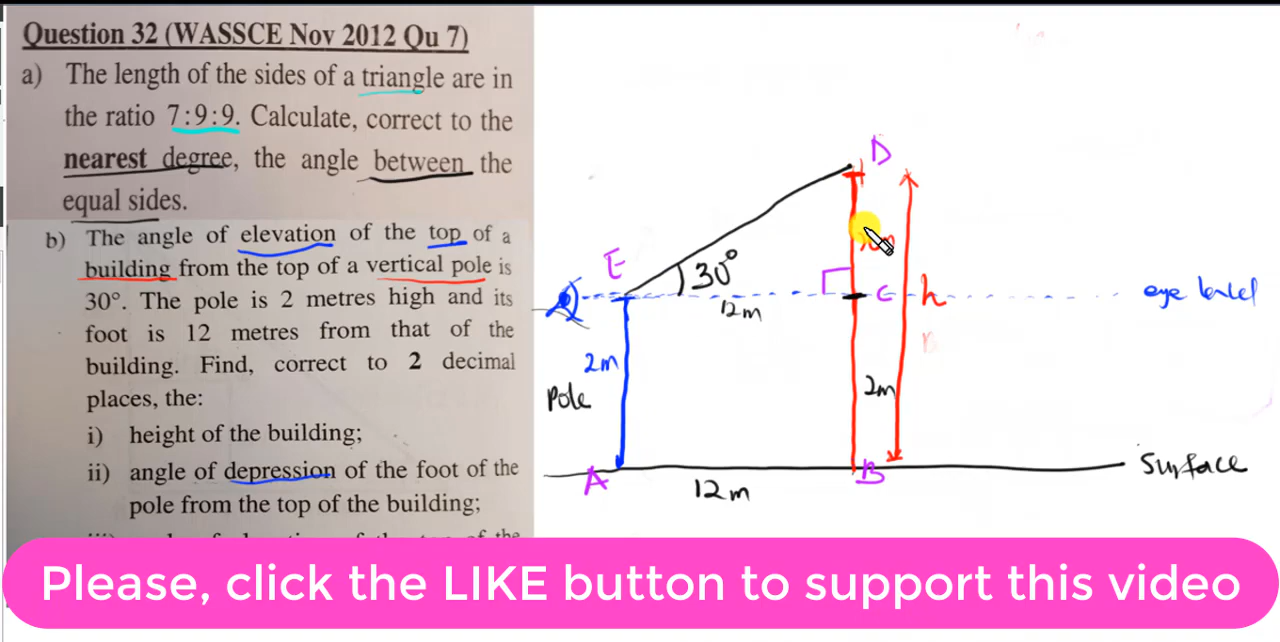 Question 32 (WASSCE Nov 2012 Qu 7)
a) The length of the sides of a triangle are in
the ratio 7:9:9. Calculate, correct to the
nearest degree, the angle between the
equal sides.
b) The angle of elevation of the top of a
building from the top of a vertical pole is
30°. The pole is 2 metres high and its
foot is 12 metres from that of the
building. Find, correct to 2 decimal
places, the:
i) height of the building;
ii) angle of depression of the foot of the
pole from the top of the building;
of the
D
E
30°
C
h
eye level
12m
2m
Pole
2m
A
B
Surface
12m
Please, click the LIKE button to support this video